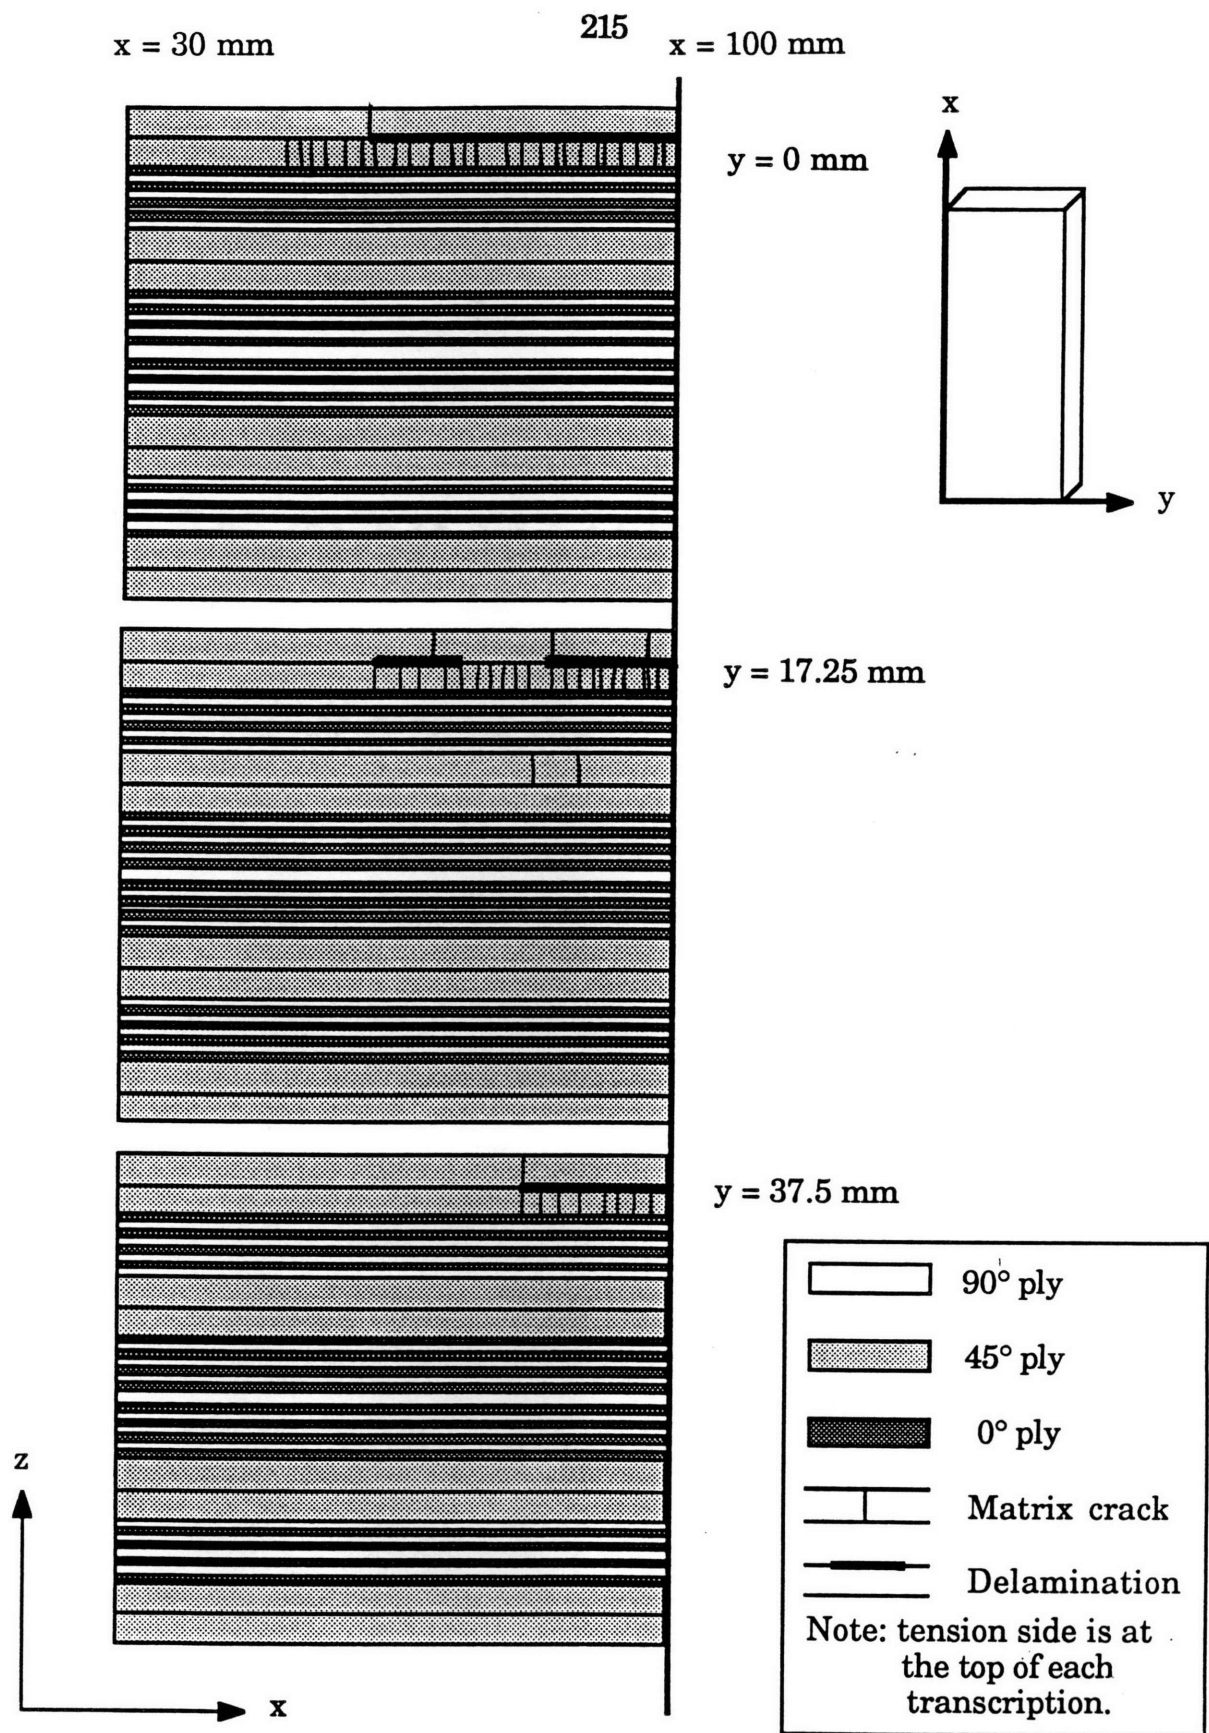 215
x = 30 mm
x = 100 mm
x
y = 0 mm
y
y = 17.25 mm
y = 37.5 mm
90° ply
45° ply
0° ply
z
Matrix crack
Delamination
Note: tension side is at
the top of each
transcription.
x